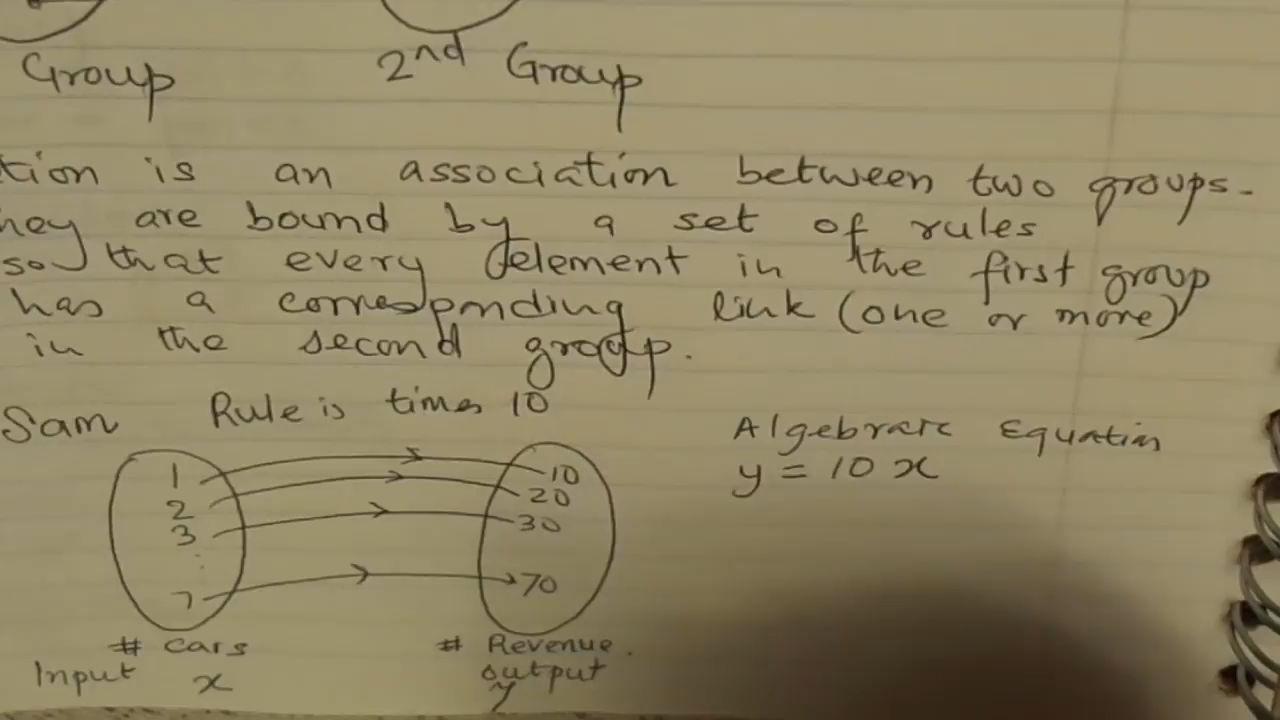 Group 2nd Group
tion is an association between two groups.
hey are bound by a set of rules
so that every element in the first group
has a correspnding link (one or more)
in the second group.
Sam Rule is times 10
Algebraic Equation
y = 10 x
1 10
2 20
3 30
7 70
# cars # Revenue.
Input x output
y